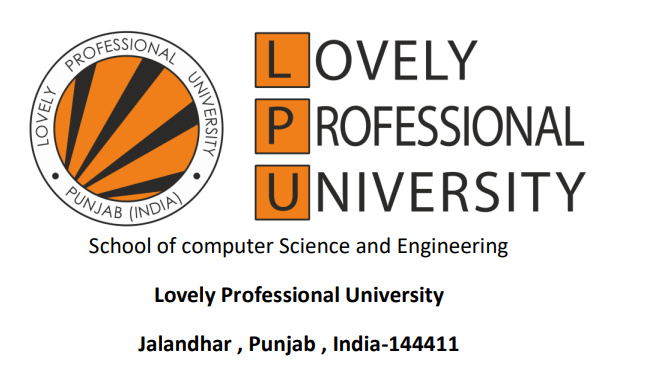 LOVELY PROFESSIONAL UNIVERSITY
PUNJAB (INDIA)
LOVELY
PROFESSIONAL
UNIVERSITY
School of computer Science and Engineering
Lovely Professional University
Jalandhar , Punjab , India-144411